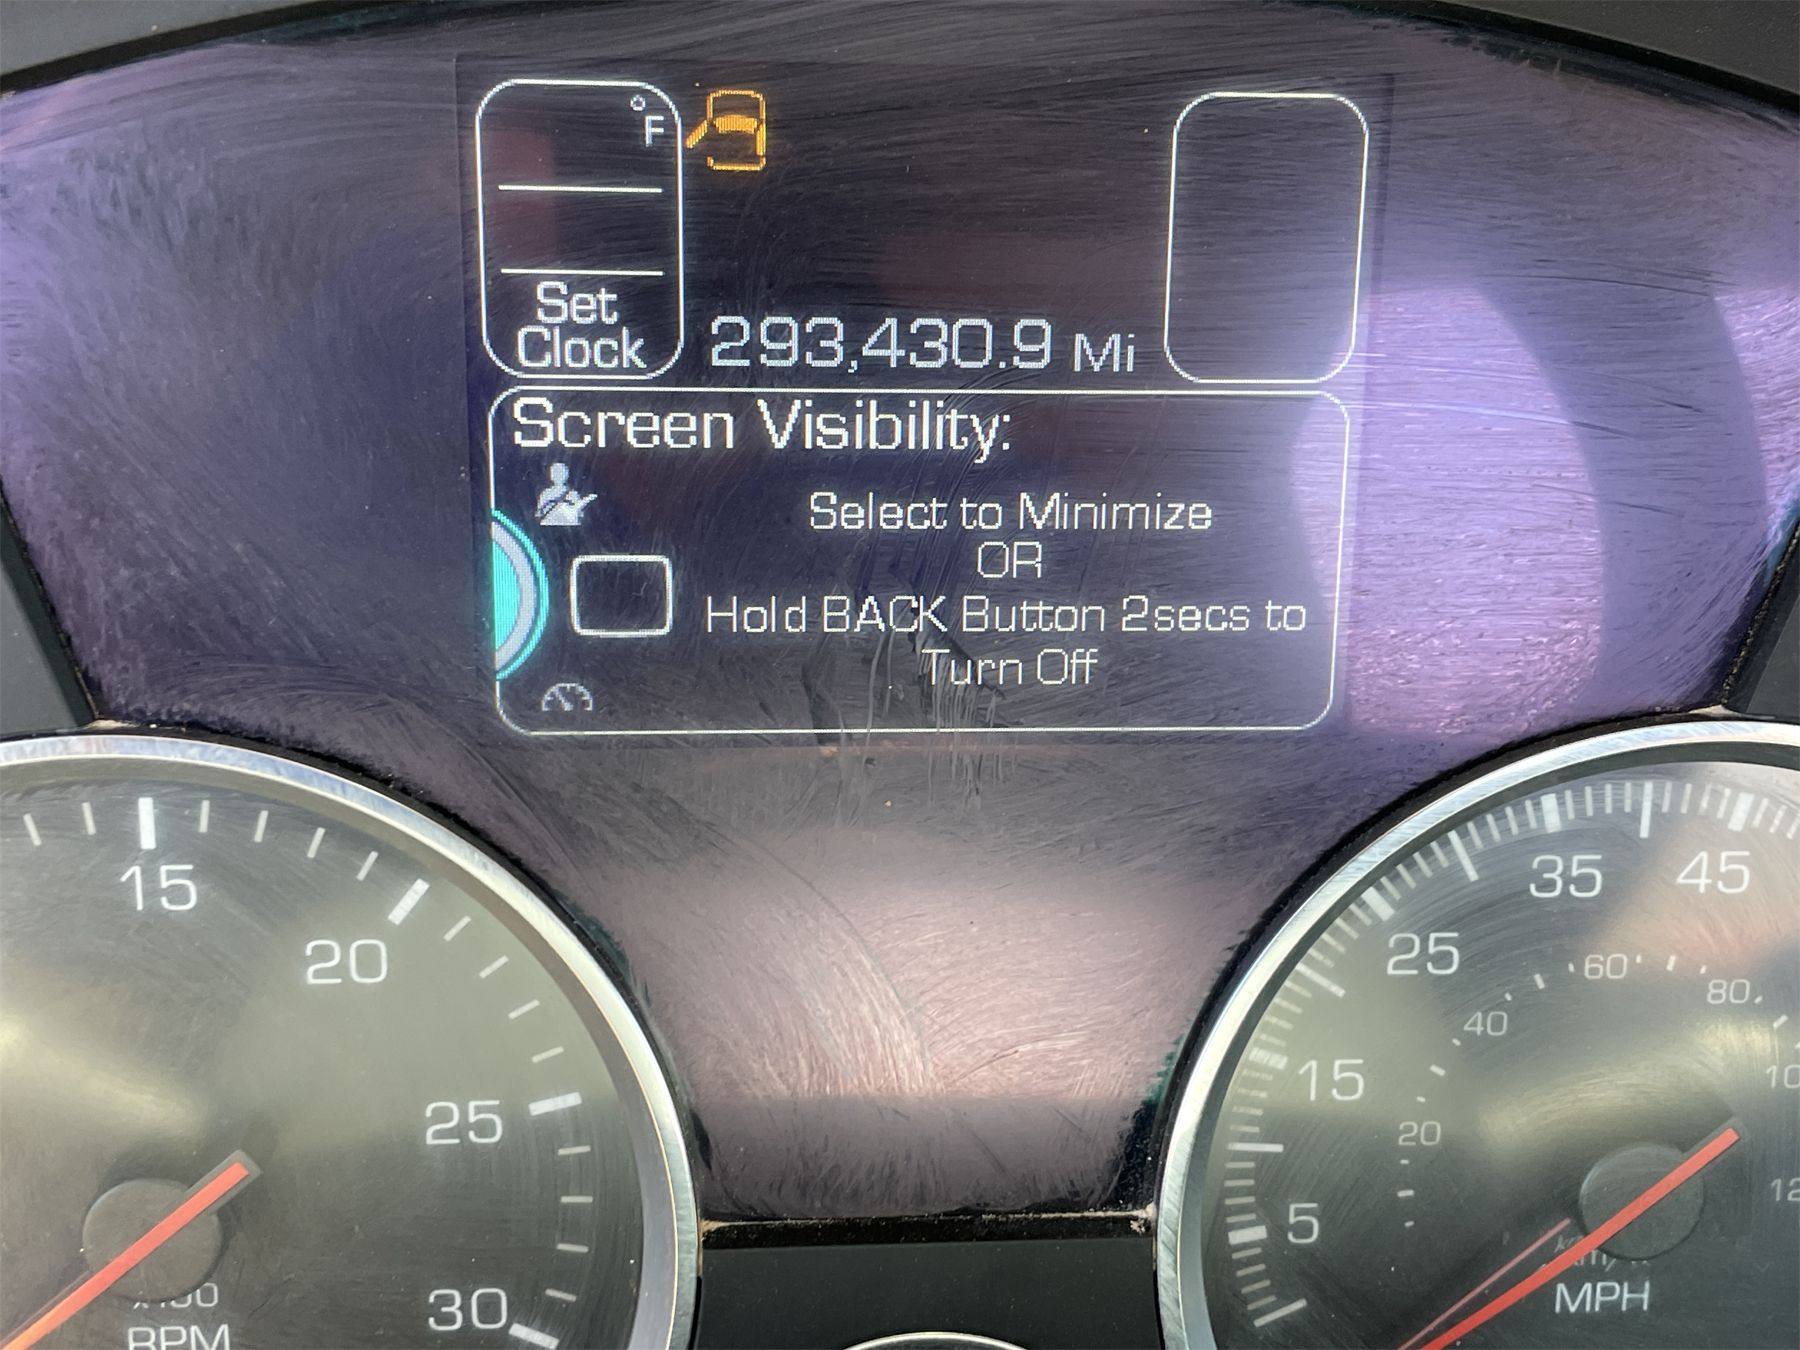 °F
Set
Clock
293,430.9 Mi
Screen Visibility:
Select to Minimize
OR
Hold BACK Button 2secs to
Turn Off
15
20
25
30
x100
RPM
5
15
25
35
45
20
40
60
80
MPH